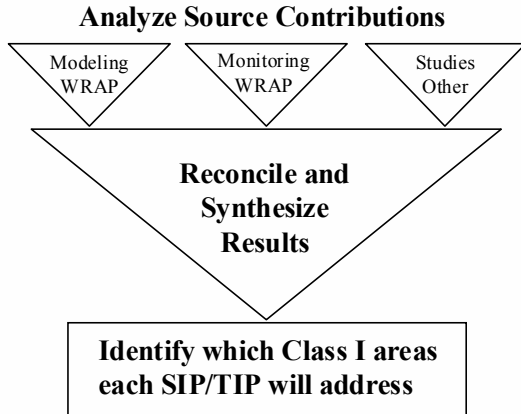 Analyze Source Contributions
Modeling
WRAP
Monitoring
WRAP
Studies
Other
Reconcile and
Synthesize
Results
Identify which Class I areas
each SIP/TIP will address